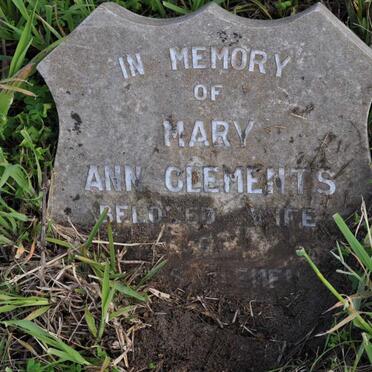 IN MEMORY
OF
MARY
ANN CLEMENTS
BELOVED WIFE
OF